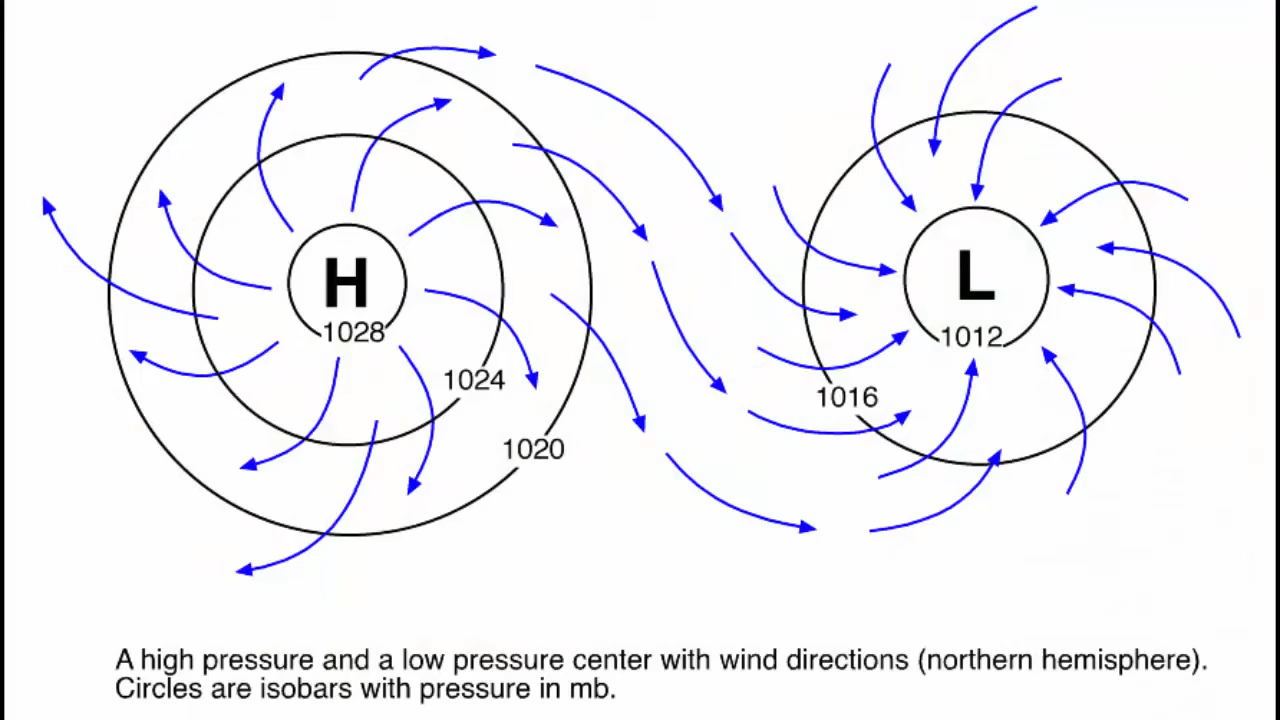 H
1028
1024
1020
L
1012
1016
A high pressure and a low pressure center with wind directions (northern hemisphere).
Circles are isobars with pressure in mb.